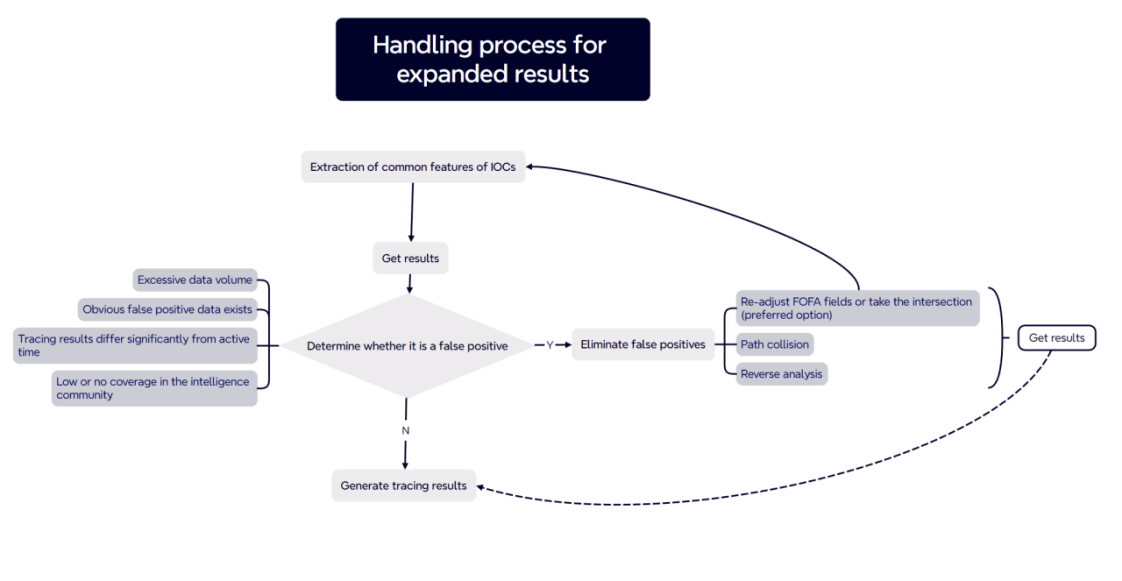 Handling process for
expanded results
Extraction of common features of IOCs
Get results
Excessive data volume
Obvious false positive data exists
Tracing results differ significantly from active
time
Low or no coverage in the intelligence
community
Determine whether it is a false positive
Y
Eliminate false positives
Re-adjust FOFA fields or take the intersection
(preferred option)
Path collision
Reverse analysis
Get results
N
Generate tracing results